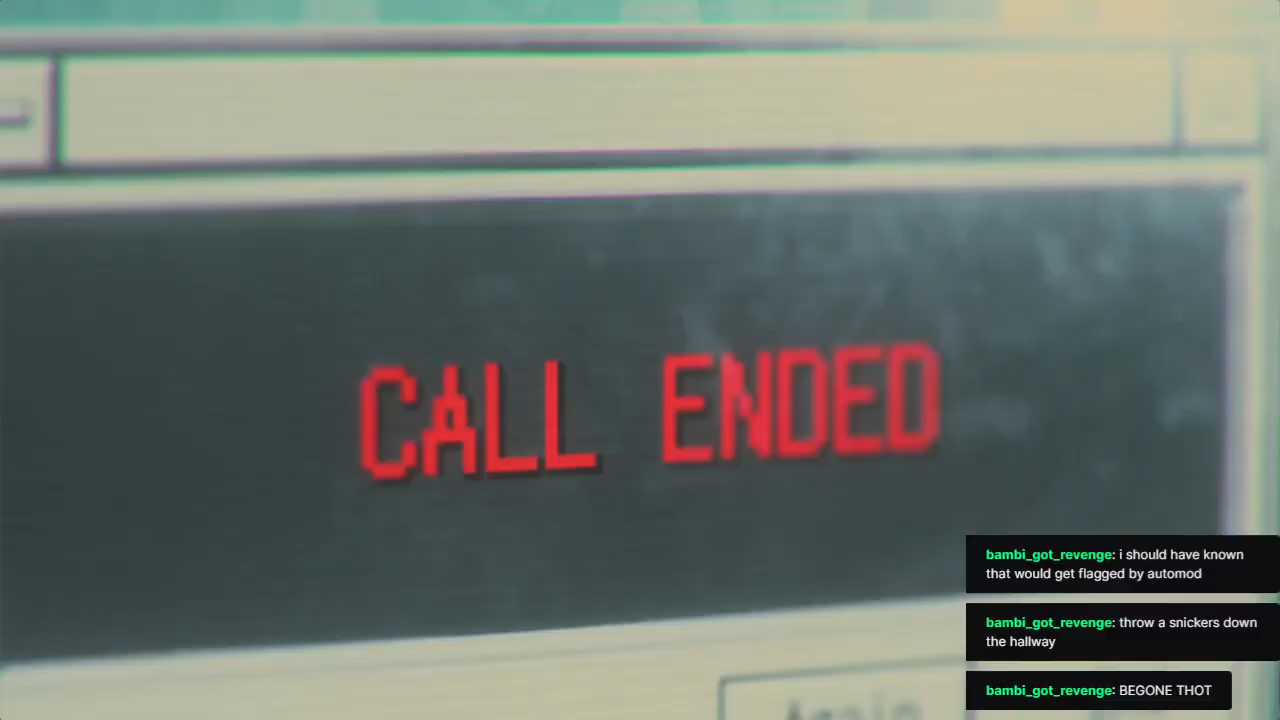 CALL ENDED
bambi_got_revenge: i should have known
that would get flagged by automod
bambi_got_revenge: throw a snickers down
the hallway
bambi_got_revenge: BEGONE THOT